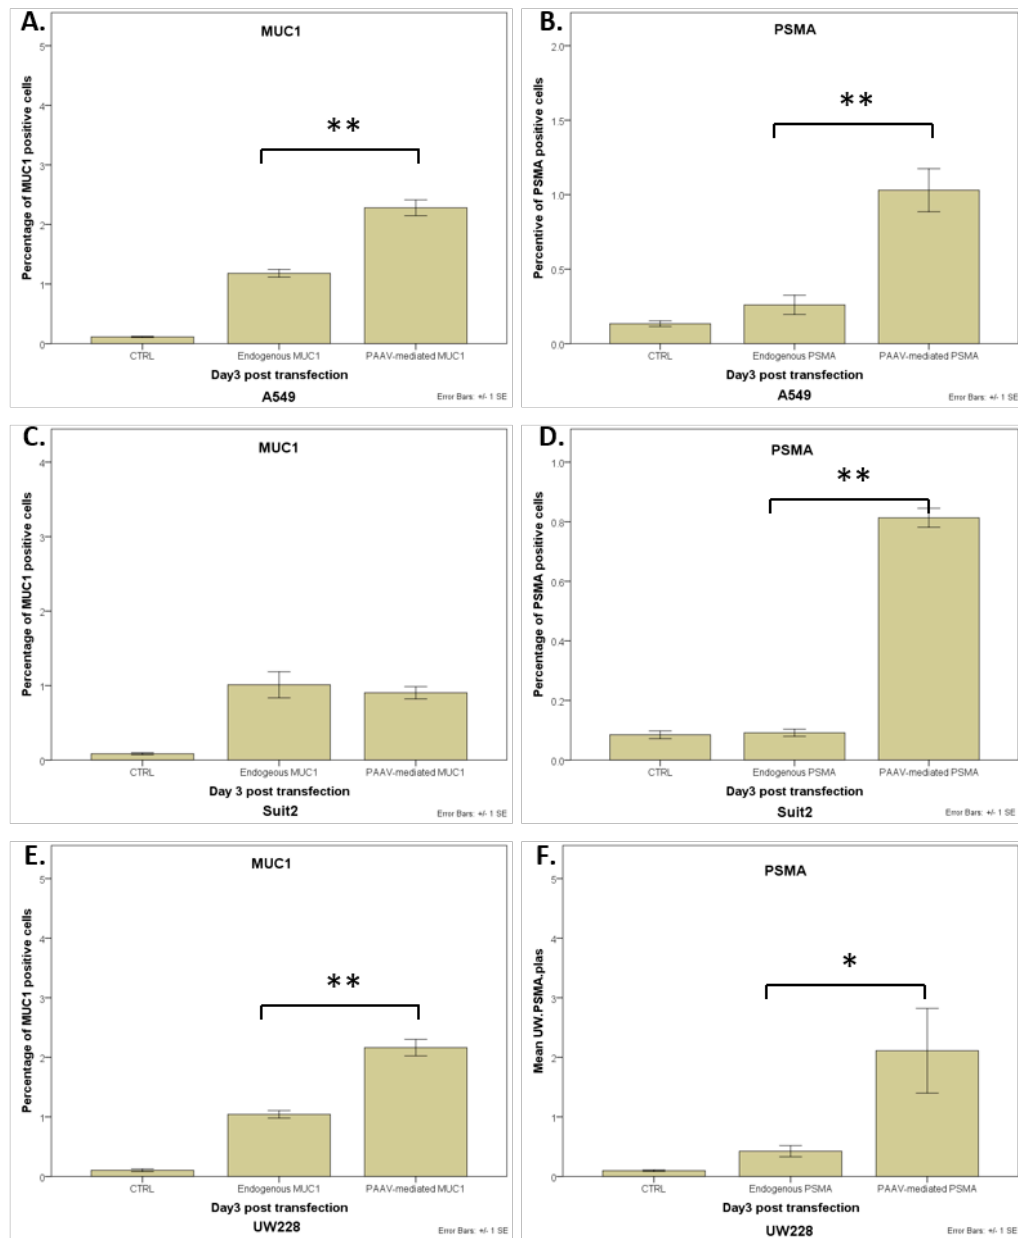 A.
MUC1
Percentage of MUC1 positive cells
5
4
3
2
1
0
**
CTRL
Endogenous MUC1
PAAV-mediated MUC1
Day3 post transfection
A549
Error Bars: +/- 1 SE
B.
PSMA
Percentive of PSMA positive cells
2.0
1.5
1.0
0.5
0.0
**
CTRL
Endogenous PSMA
PAAV-mediated PSMA
Day3 post transfection
A549
Error Bars: +/- 1 SE
C.
MUC1
Percentage of MUC1 positive cells
4
3
2
1
0
CTRL
Endogeous MUC1
PAAV-mediated MUC1
Day 3 post transfection
Suit2
Error Bars: +/- 1 SE
D.
PSMA
Percentage of PSMA positive cells
1.0
0.8
0.6
0.4
0.2
0.0
**
CTRL
Endogenous PSMA
PAAV-mediated PSMA
Day3 post transfection
Suit2
Error Bars: +/- 1 SE
E.
MUC1
Percentage of MUC1 positive cells
5
4
3
2
1
0
**
CTRL
Endogenous MUC1
PAAV-mediated MUC1
Day3 post transfection
UW228
Error Bars: +/- 1 SE
F.
PSMA
Mean UW.PSMA.plas
5
4
3
2
1
0
*
CTRL
Endogenous PSMA
PAAV-mediated PSMA
Day3 post transfection
UW228
Error Bars: +/- 1 SE